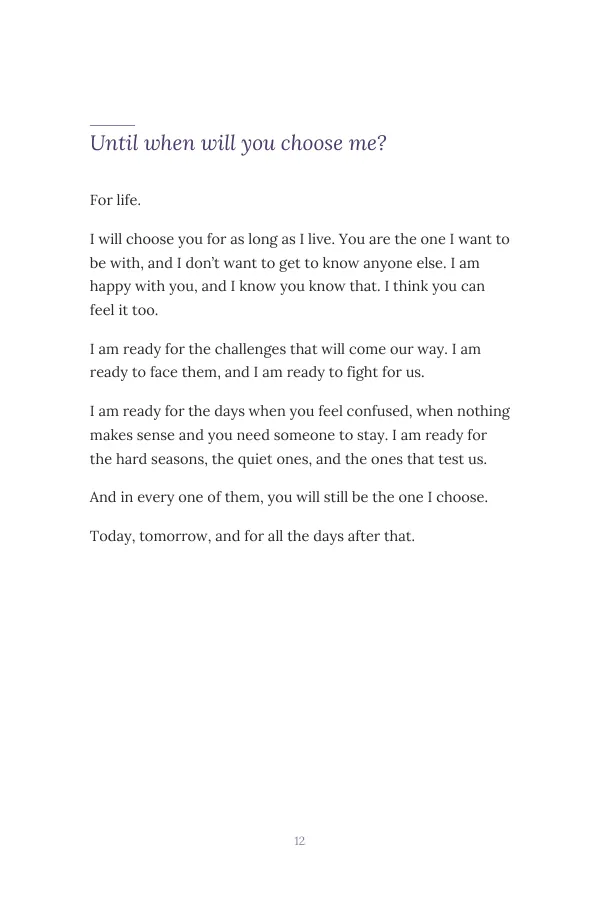 Until when will you choose me?
For life.
I will choose you for as long as I live. You are the one I want to
be with, and I don’t want to get to know anyone else. I am
happy with you, and I know you know that. I think you can
feel it too.
I am ready for the challenges that will come our way. I am
ready to face them, and I am ready to fight for us.
I am ready for the days when you feel confused, when nothing
makes sense and you need someone to stay. I am ready for
the hard seasons, the quiet ones, and the ones that test us.
And in every one of them, you will still be the one I choose.
Today, tomorrow, and for all the days after that.
12